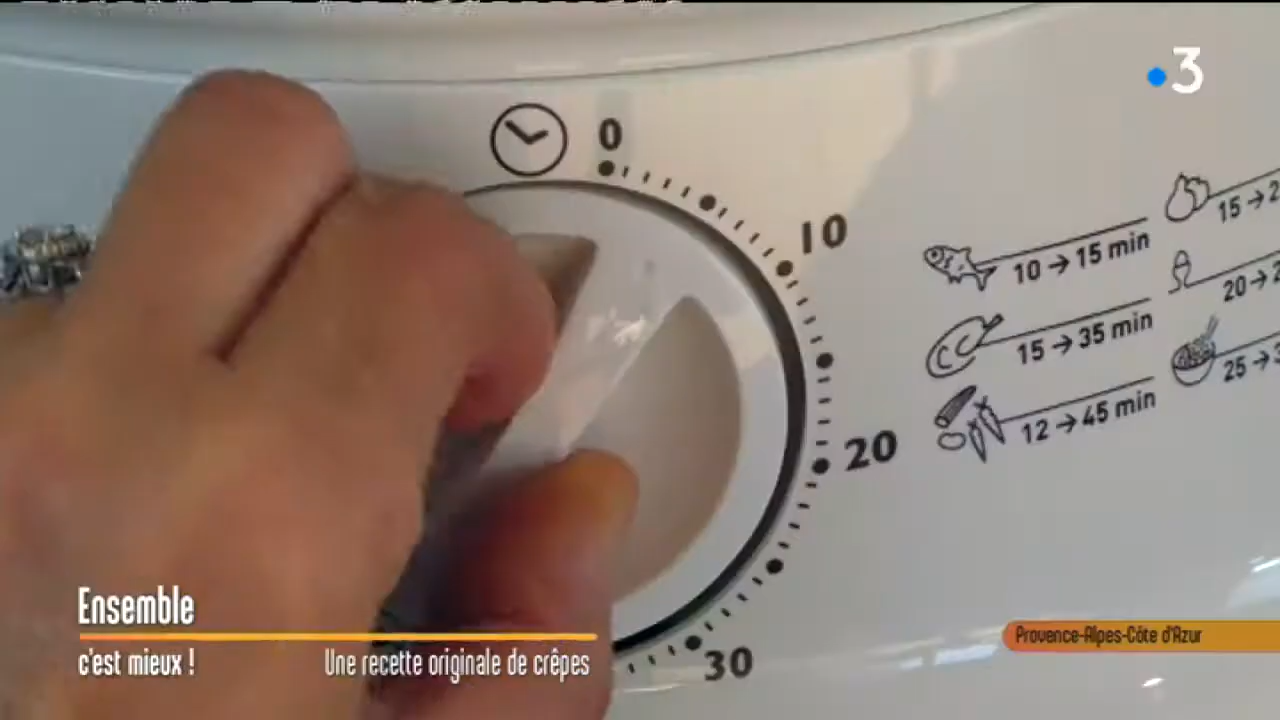 3
0
10
20
30
10 → 15 min
15 → 35 min
12 → 45 min
15 → 2
20 → 2
25 → 3
Ensemble
c'est mieux !
Une recette originale de crêpes
Provence-Alpes-Côte d'Azur